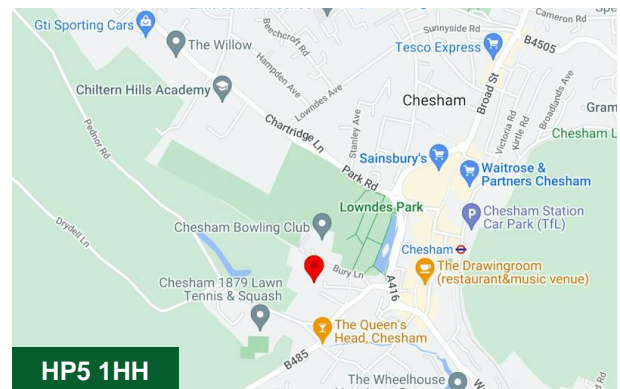 Gti Sporting Cars
The Willow
Beechcroft Rd
Hampden Ave
Lowndes Ave
Chiltern Hills Academy
Chartridge Ln
Pednor Rd
Drydell Ln
Sunnyside Rd
Cameron Rd
Tesco Express
B4505
Broad St
Chesham
Stanley Ave
Victoria Rd
Kirtle Rd
Broadlands Ave
Gram
Chesham L
Sainsbury's
Waitrose &
Partners Chesham
Park Rd
Lowndes Park
Chesham Station
Car Park (TfL)
Chesham Bowling Club
Chesham
Bury Ln
A416
The Drawingroom
(restaurant&music venue)
Chesham 1879 Lawn
Tennis & Squash
The Queen's
Head, Chesham
B485
The Wheelhouse
HP5 1HH